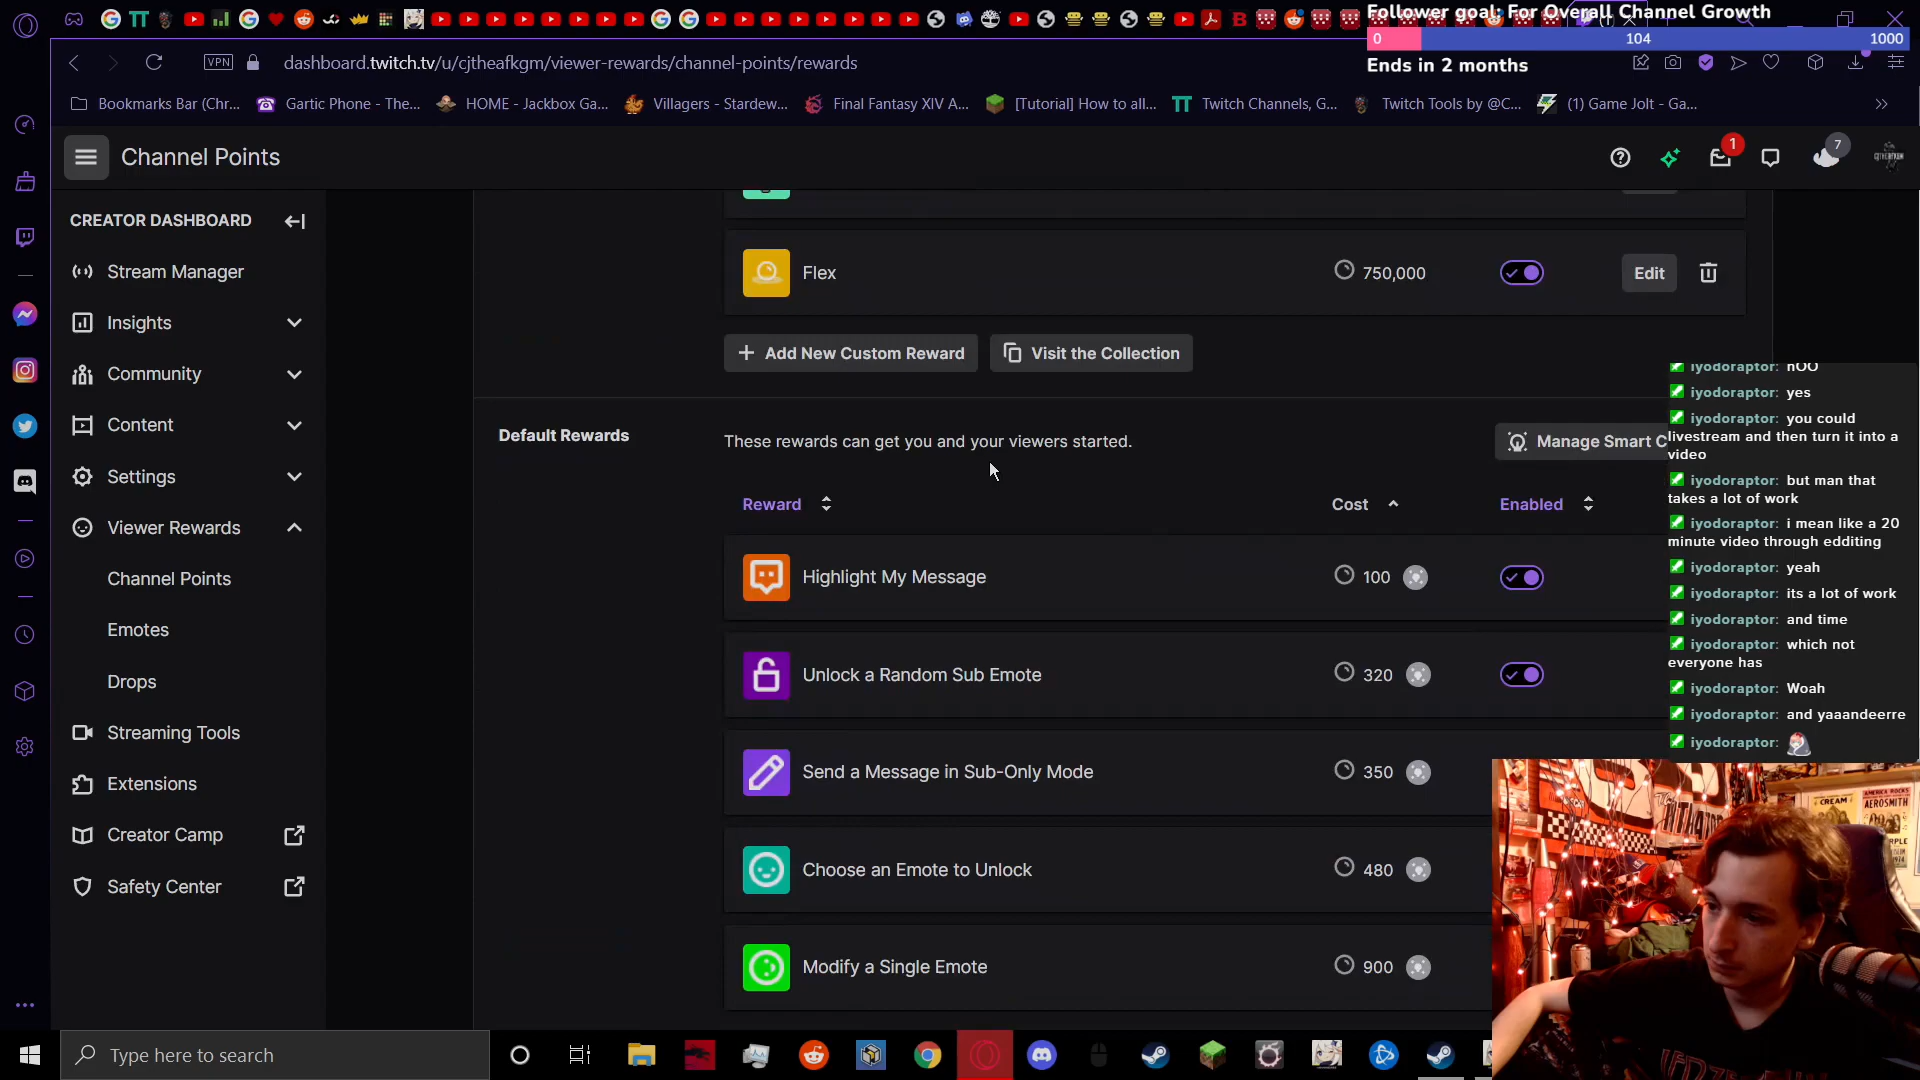 Follower goal: For Overall Channel Growth
0 104 1000
Ends in 2 months
VPN
dashboard.twitch.tv/u/cjtheafkgm/viewer-rewards/channel-points/rewards
Bookmarks Bar (Chr...
Gartic Phone - The...
HOME - Jackbox Ga...
Villagers - Stardew...
Final Fantasy XIV A...
[Tutorial] How to all...
Twitch Channels, G...
Twitch Tools by @C...
(1) Game Jolt - Ga...
Channel Points
1
7
CREATOR DASHBOARD
Stream Manager
Insights
Community
Content
Settings
Viewer Rewards
Channel Points
Emotes
Drops
Streaming Tools
Extensions
Creator Camp
Safety Center
Flex 750,000 Edit
Add New Custom Reward
Visit the Collection
Default Rewards
These rewards can get you and your viewers started.
Manage Smart C
Reward Cost Enabled
Highlight My Message 100
Unlock a Random Sub Emote 320
Send a Message in Sub-Only Mode 350
Choose an Emote to Unlock 480
Modify a Single Emote 900
iyodoraptor: nOO
iyodoraptor: yes
iyodoraptor: you could
livestream and then turn it into a
video
iyodoraptor: but man that
takes a lot of work
iyodoraptor: i mean like a 20
minute video through edditing
iyodoraptor: yeah
iyodoraptor: its a lot of work
iyodoraptor: and time
iyodoraptor: which not
everyone has
iyodoraptor: Woah
iyodoraptor: and yaaandeerre
iyodoraptor:
CREAM
AMERICA ROCKS
AEROSMITH
Type here to search